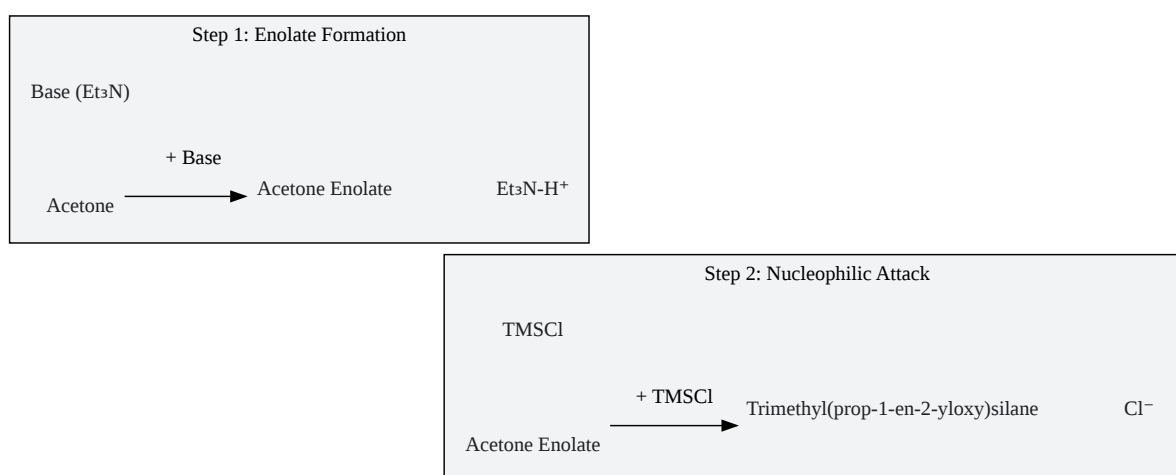 Step 1: Enolate Formation
Base (Et₃N)
+ Base
Acetone
Acetone Enolate
Et₃N-H⁺
Step 2: Nucleophilic Attack
TMSCl
+ TMSCl
Acetone Enolate
Trimethyl(prop-1-en-2-yloxy)silane
Cl⁻